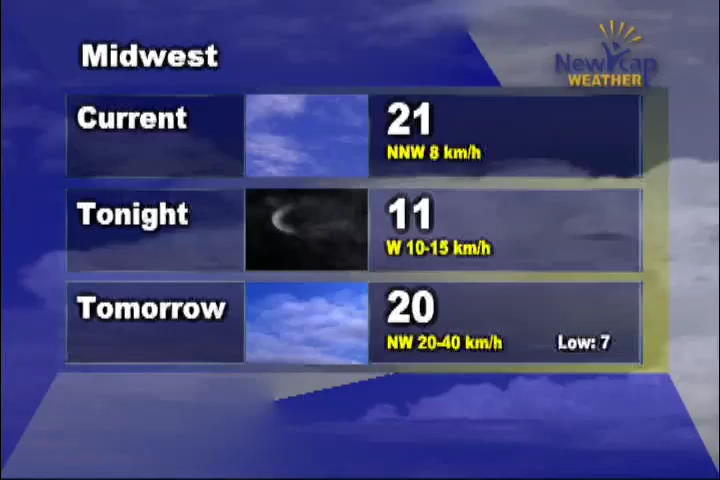 Midwest
Newcap
WEATHER
Current
21
NNW 8 km/h
Tonight
11
W 10-15 km/h
Tomorrow
20
NW 20-40 km/h
Low: 7